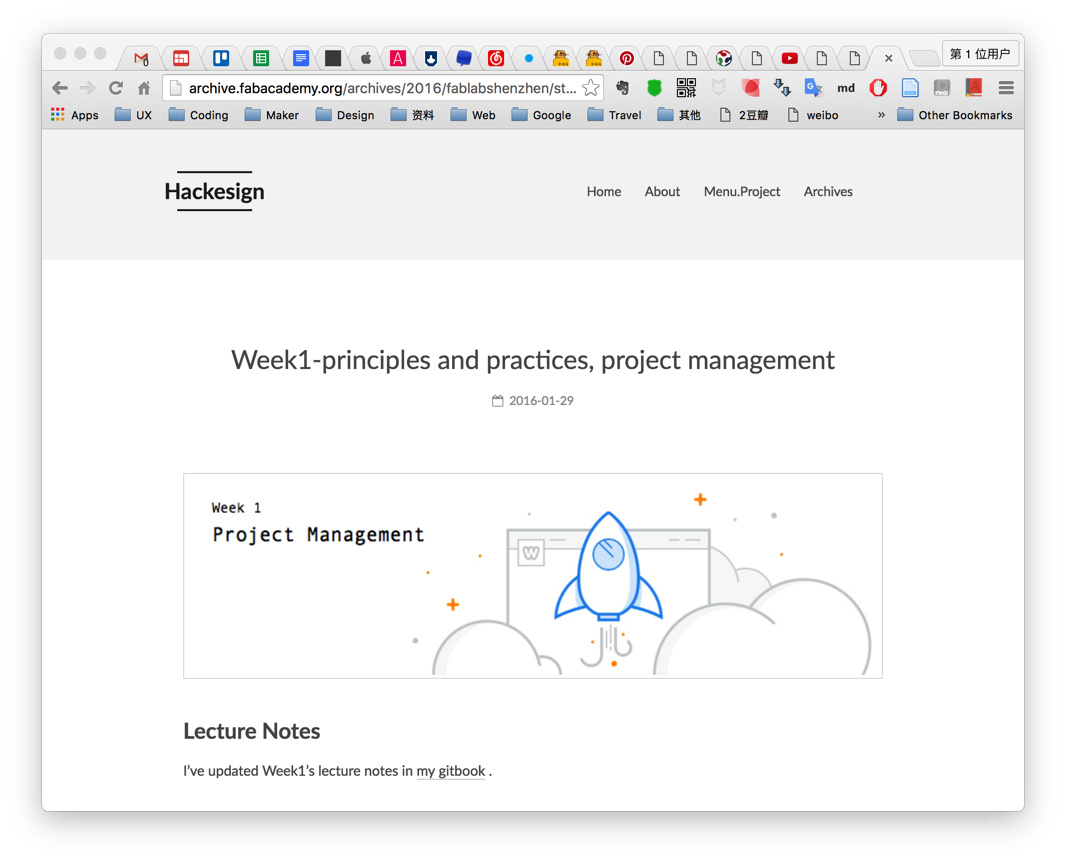 第 1 位用户
archive.fabacademy.org/archives/2016/fablabshenzhen/st...
md
Apps UX Coding Maker Design 资料 Web Google Travel 其他 2豆瓣 weibo » Other Bookmarks
Hackesign
Home About Menu.Project Archives
Week1-principles and practices, project management
2016-01-29
Week 1
Project Management
W
Lecture Notes
I've updated Week1's lecture notes in my gitbook .